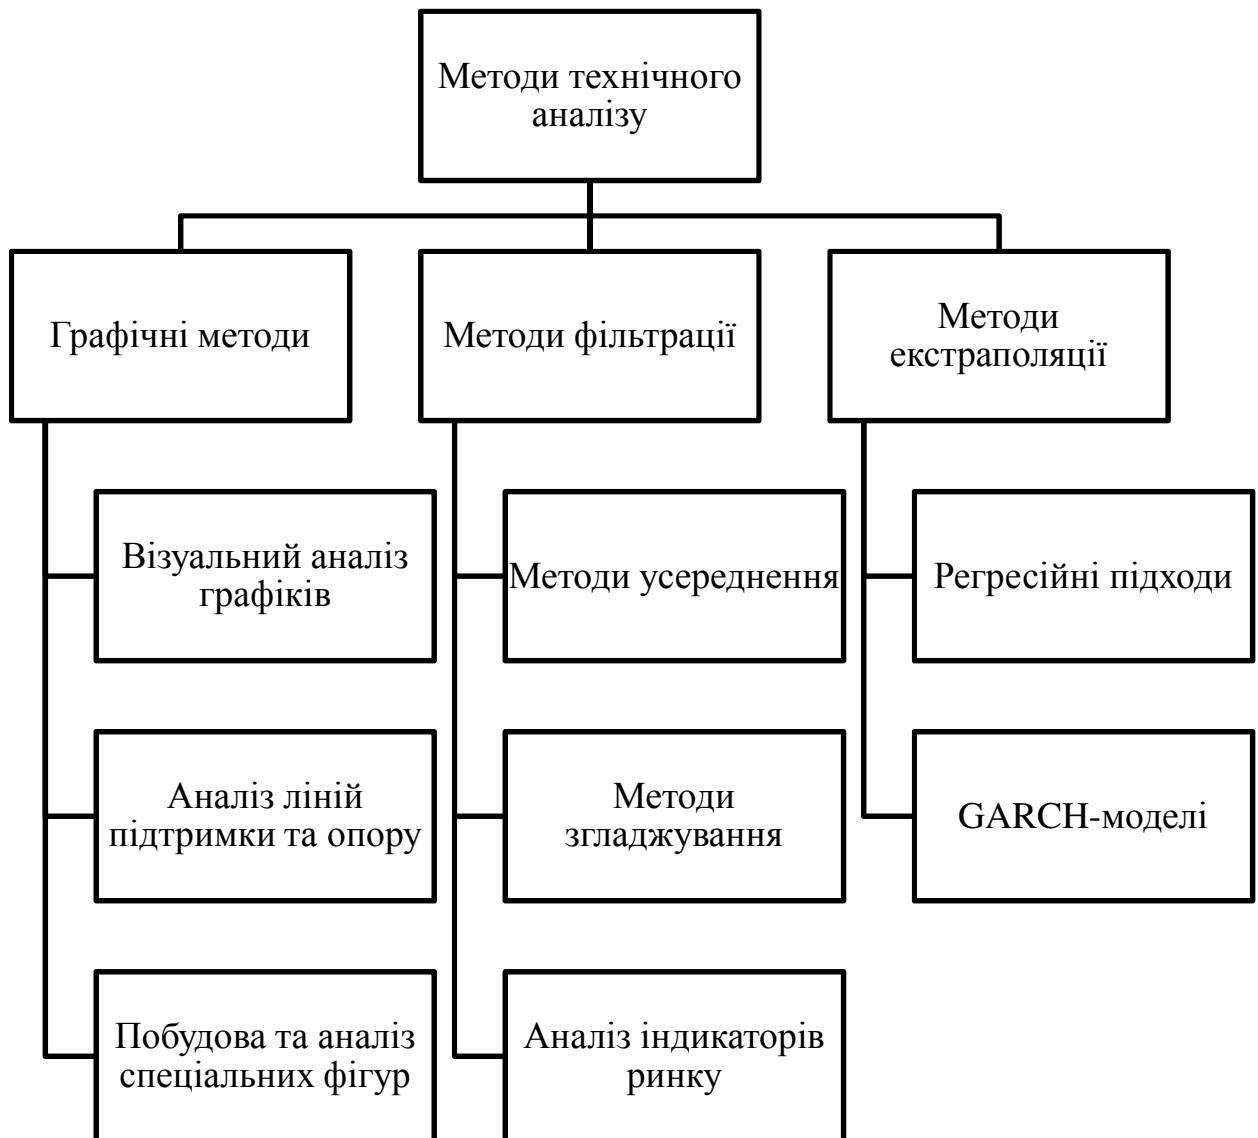 Методи технічного
аналізу
Графічні методи
Методи фільтрації
Методи
екстраполяції
Візуальний аналіз
графіків
Методи усереднення
Регресійні підходи
Аналіз ліній
підтримки та опору
Методи
згладжування
GARCH-моделі
Побудова та аналіз
спеціальних фігур
Аналіз індикаторів
ринку